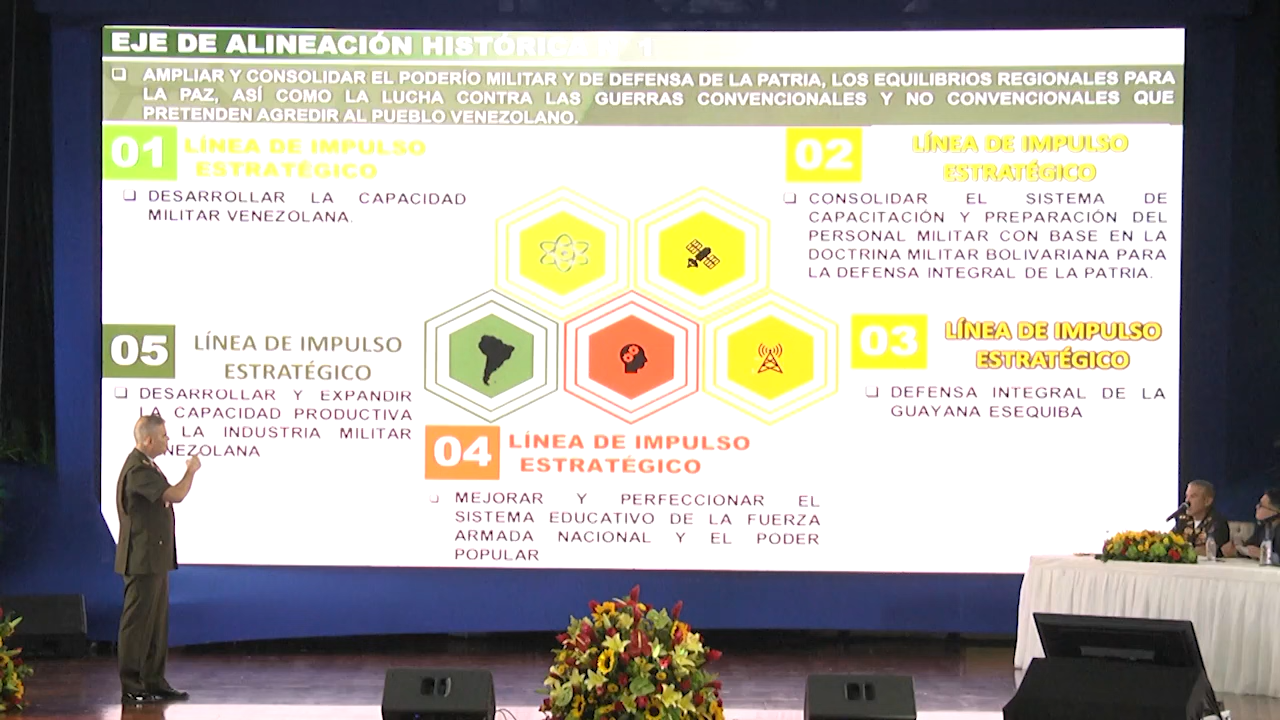 EJE DE ALINEACIÓN HISTÓRICA N° 1
❑ AMPLIAR Y CONSOLIDAR EL PODERÍO MILITAR Y DE DEFENSA DE LA PATRIA, LOS EQUILIBRIOS REGIONALES PARA
LA PAZ, ASÍ COMO LA LUCHA CONTRA LAS GUERRAS CONVENCIONALES Y NO CONVENCIONALES QUE
PRETENDEN AGREDIR AL PUEBLO VENEZOLANO.
01 LÍNEA DE IMPULSO
ESTRATÉGICO
❑ DESARROLLAR LA CAPACIDAD
MILITAR VENEZOLANA.
02 LÍNEA DE IMPULSO
ESTRATÉGICO
❑ CONSOLIDAR EL SISTEMA DE
CAPACITACIÓN Y PREPARACIÓN DEL
PERSONAL MILITAR CON BASE EN LA
DOCTRINA MILITAR BOLIVARIANA PARA
LA DEFENSA INTEGRAL DE LA PATRIA.
03 LÍNEA DE IMPULSO
ESTRATÉGICO
❑ DEFENSA INTEGRAL DE LA
GUAYANA ESEQUIBA
04 LÍNEA DE IMPULSO
ESTRATÉGICO
❑ MEJORAR Y PERFECCIONAR EL
SISTEMA EDUCATIVO DE LA FUERZA
ARMADA NACIONAL Y EL PODER
POPULAR
05 LÍNEA DE IMPULSO
ESTRATÉGICO
❑ DESARROLLAR Y EXPANDIR
LA CAPACIDAD PRODUCTIVA
LA INDUSTRIA MILITAR
NEZOLANA